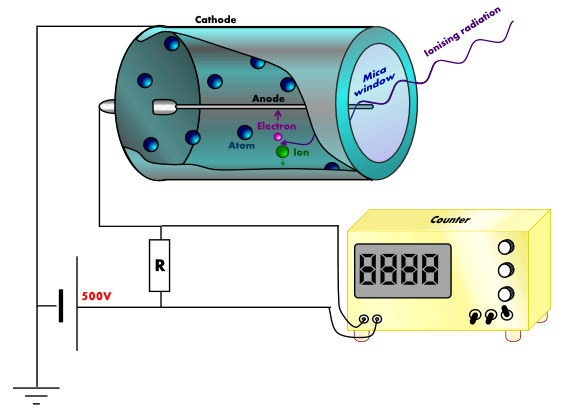 Cathode
Ionising radiation
Mica
window
Anode
Electron
Atom
Ion
Counter
8888
R
500V